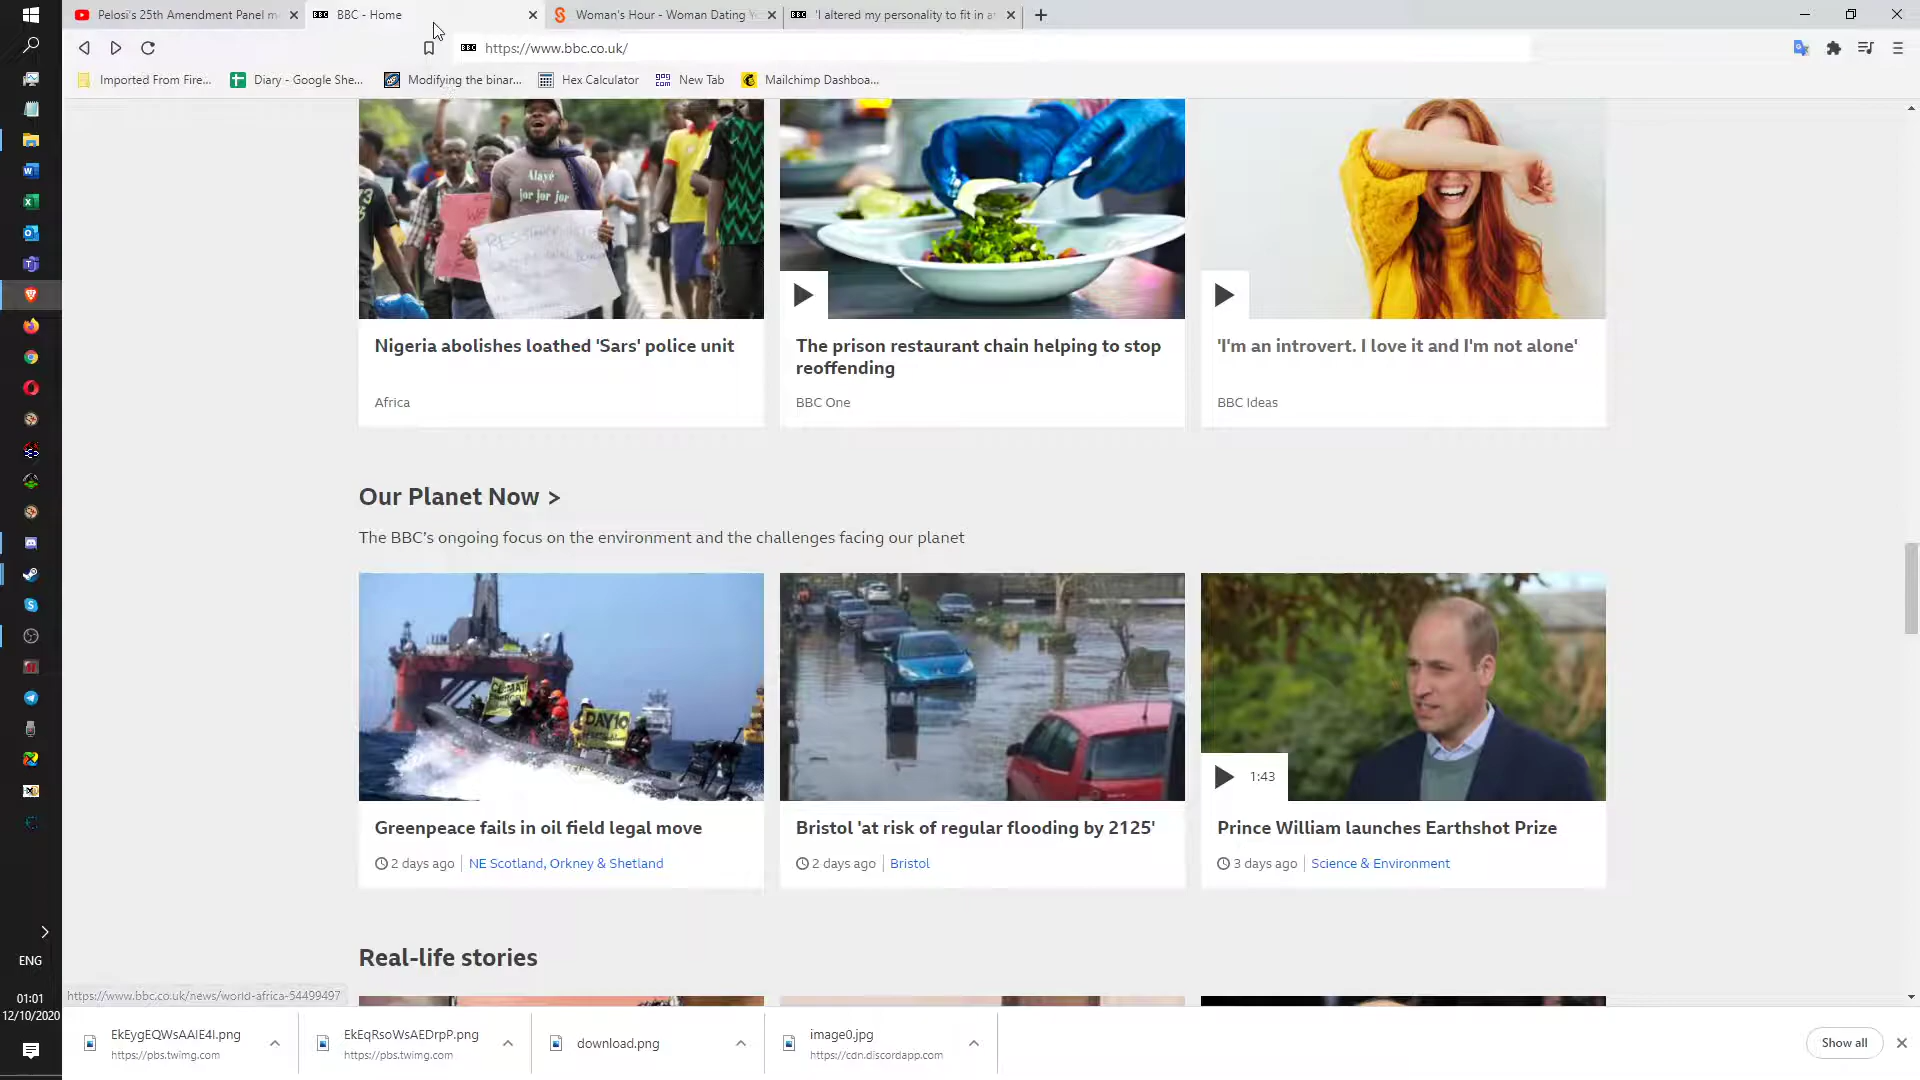 Pelosi's 25th Amendment Panel m
BBC - Home
Woman's Hour - Woman Dating
'I altered my personality to fit in a
https://www.bbc.co.uk/
Imported From Fire...
Diary - Google She...
Modifying the binar...
Hex Calculator
New Tab
Mailchimp Dashboa...
Alayé
jor jor jor
Nigeria abolishes loathed 'Sars' police unit
Africa
The prison restaurant chain helping to stop
reoffending
BBC One
'I'm an introvert. I love it and I'm not alone'
BBC Ideas
Our Planet Now >
The BBC's ongoing focus on the environment and the challenges facing our planet
DAY10
1:43
Greenpeace fails in oil field legal move
2 days ago
NE Scotland, Orkney & Shetland
Bristol 'at risk of regular flooding by 2125'
2 days ago
Bristol
Prince William launches Earthshot Prize
3 days ago
Science & Environment
Real-life stories
ENG
01:01
12/10/2020
https://www.bbc.co.uk/news/world-africa-54499497
EkEygEQWsAAIE4I.png
https://pbs.twimg.com
EkEqRsoWsAEDrpP.png
https://pbs.twimg.com
download.png
image0.jpg
https://cdn.discordapp.com
Show all